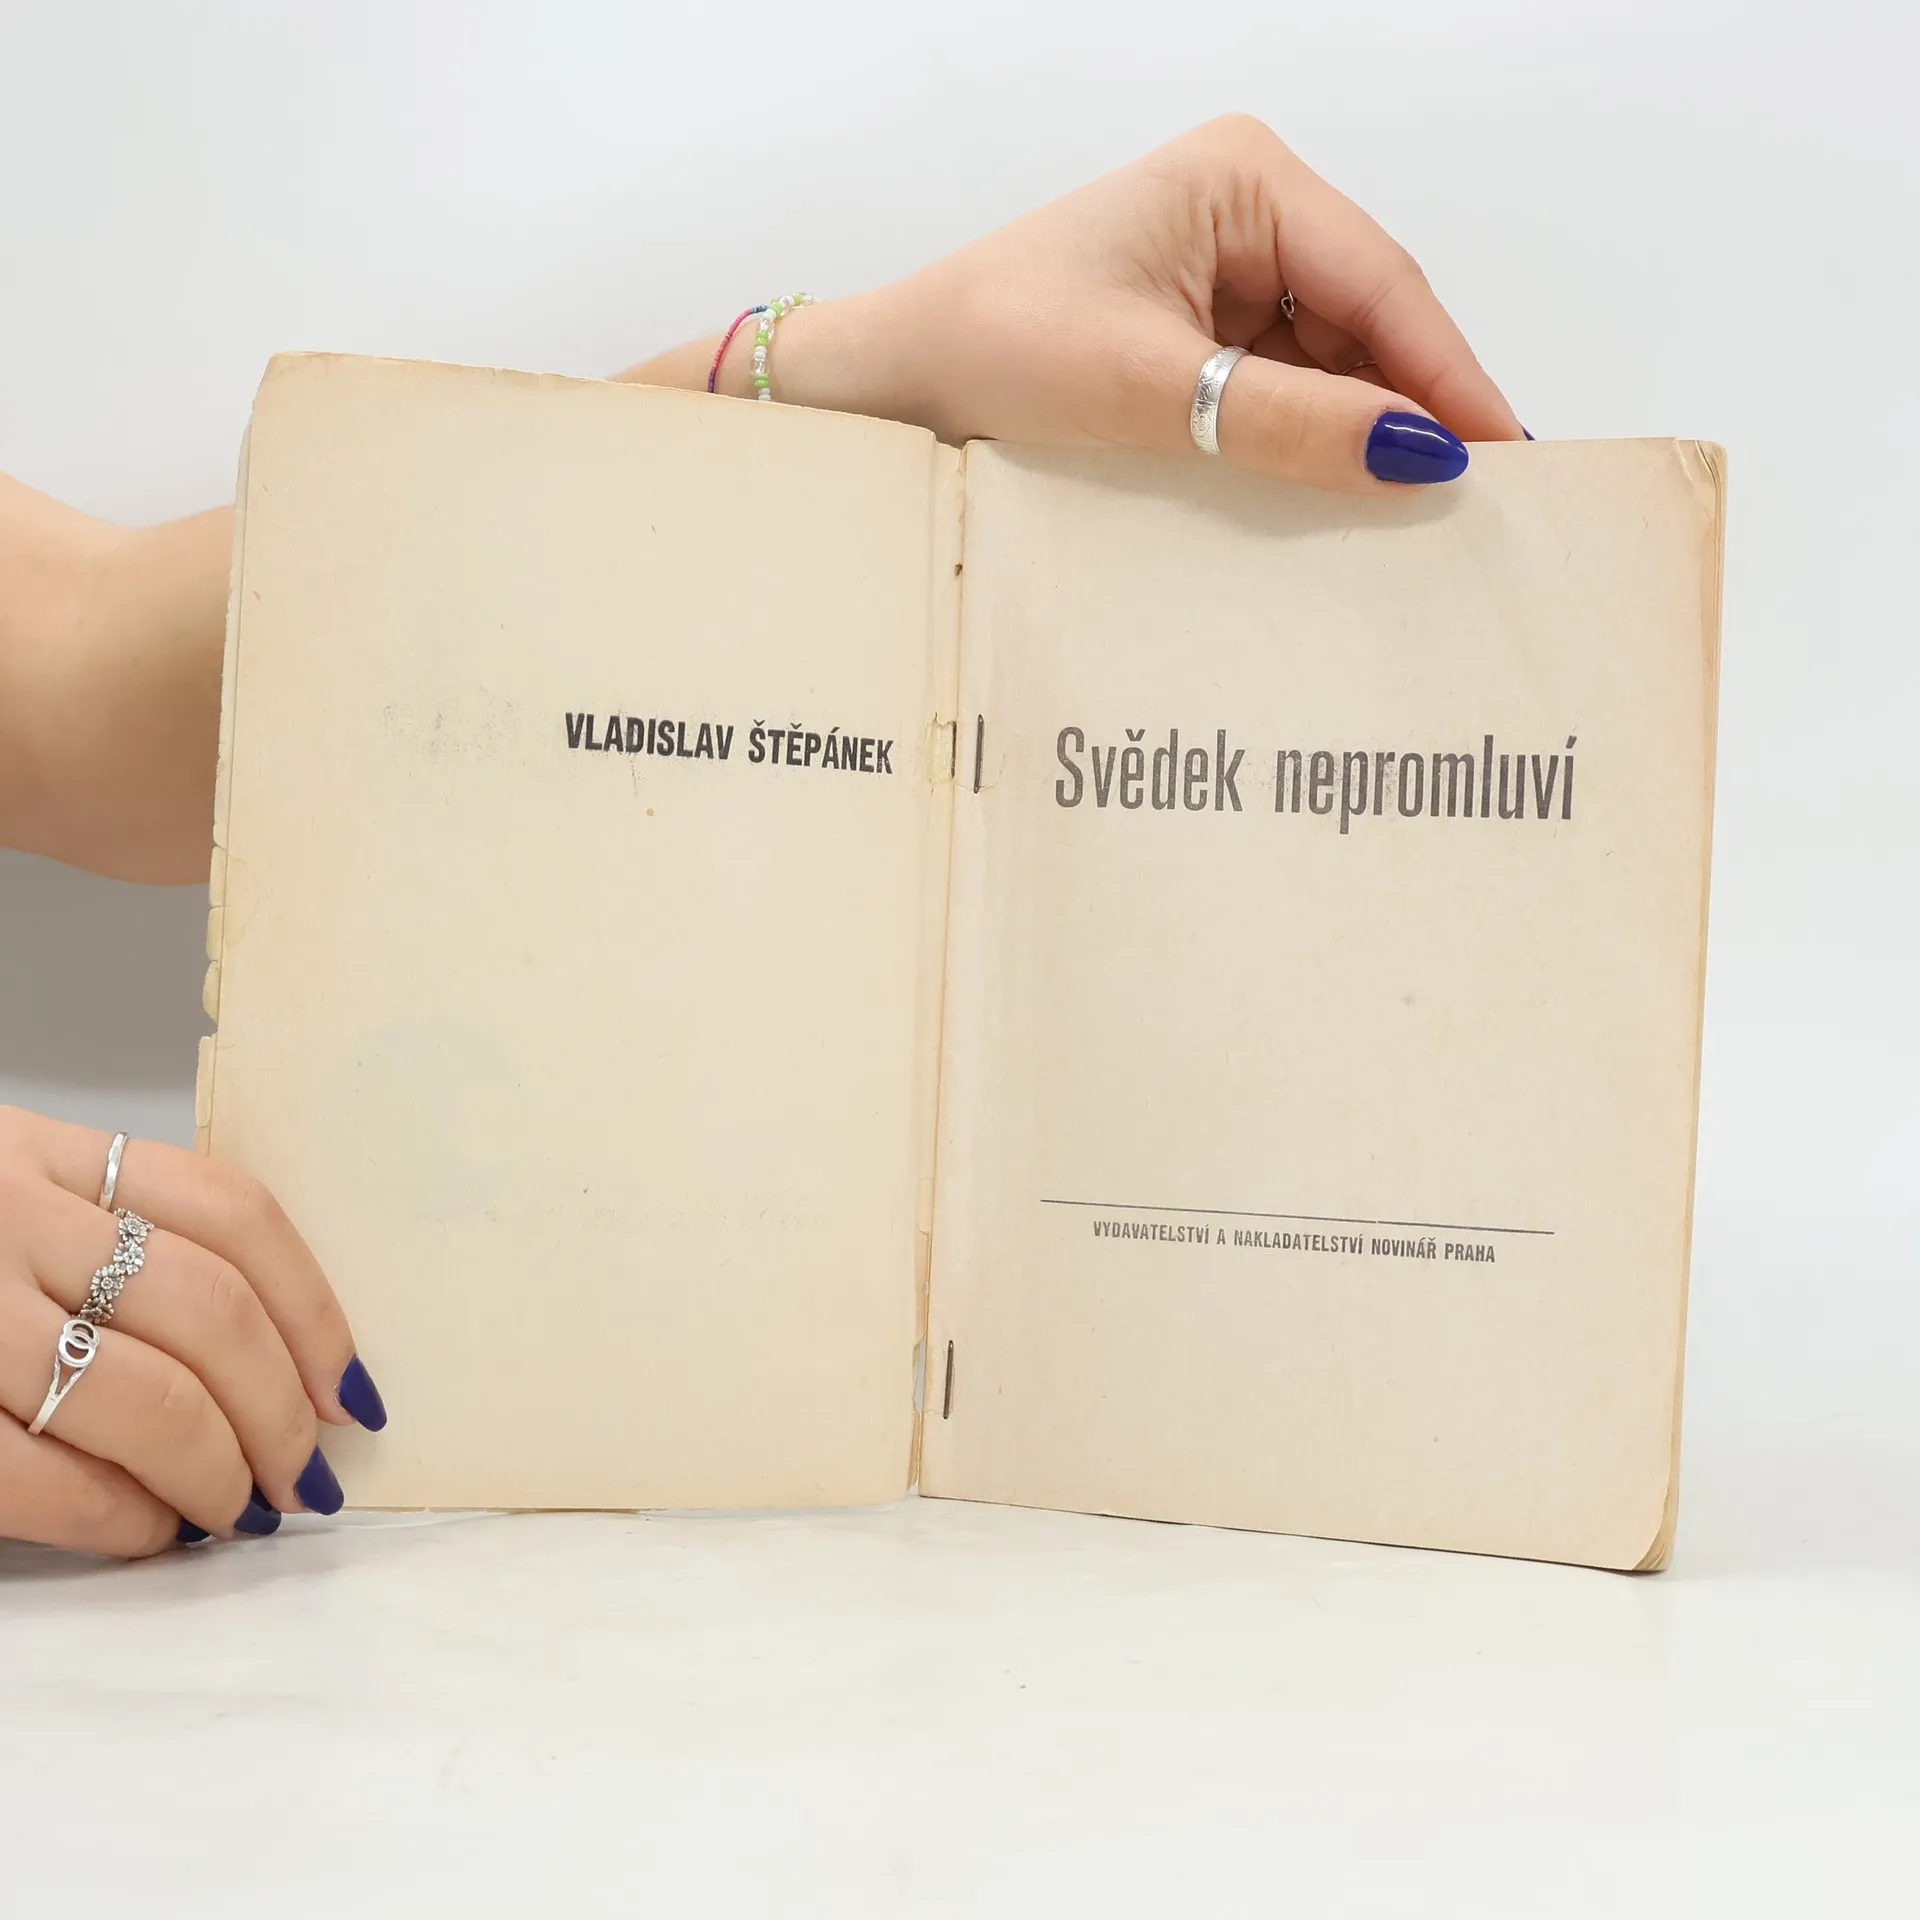 VLADISLAV ŠTĚPÁNEK
Svědek nepromluví
VYDAVATELSTVÍ A NAKLADATELSTVÍ NOVINÁŘ PRAHA